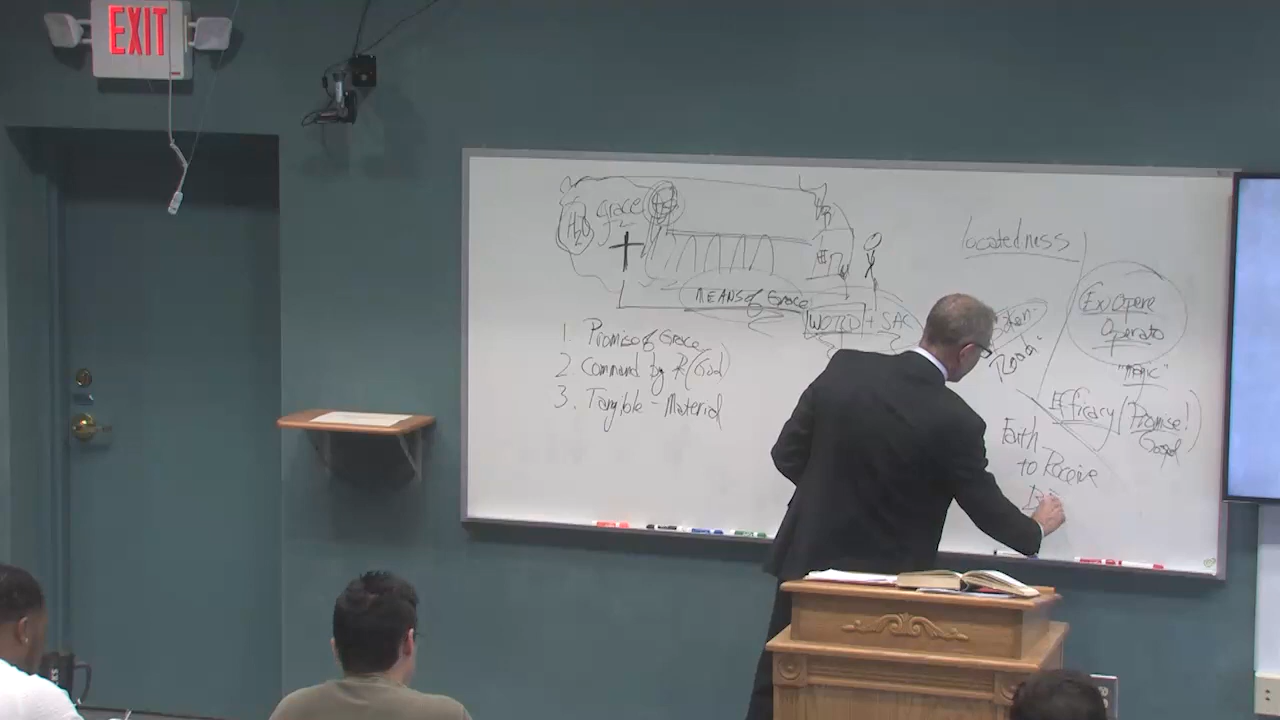 EXIT
H2O
Grace
MEANS of Grace
WORD + SAC
1. Promise of Grace
2. Command by (God)
3. Tangible - Material
locatedness
Ex Opere
Operato
"Magic"
Efficacy
Promise!
Gospel
Faith
to Receive